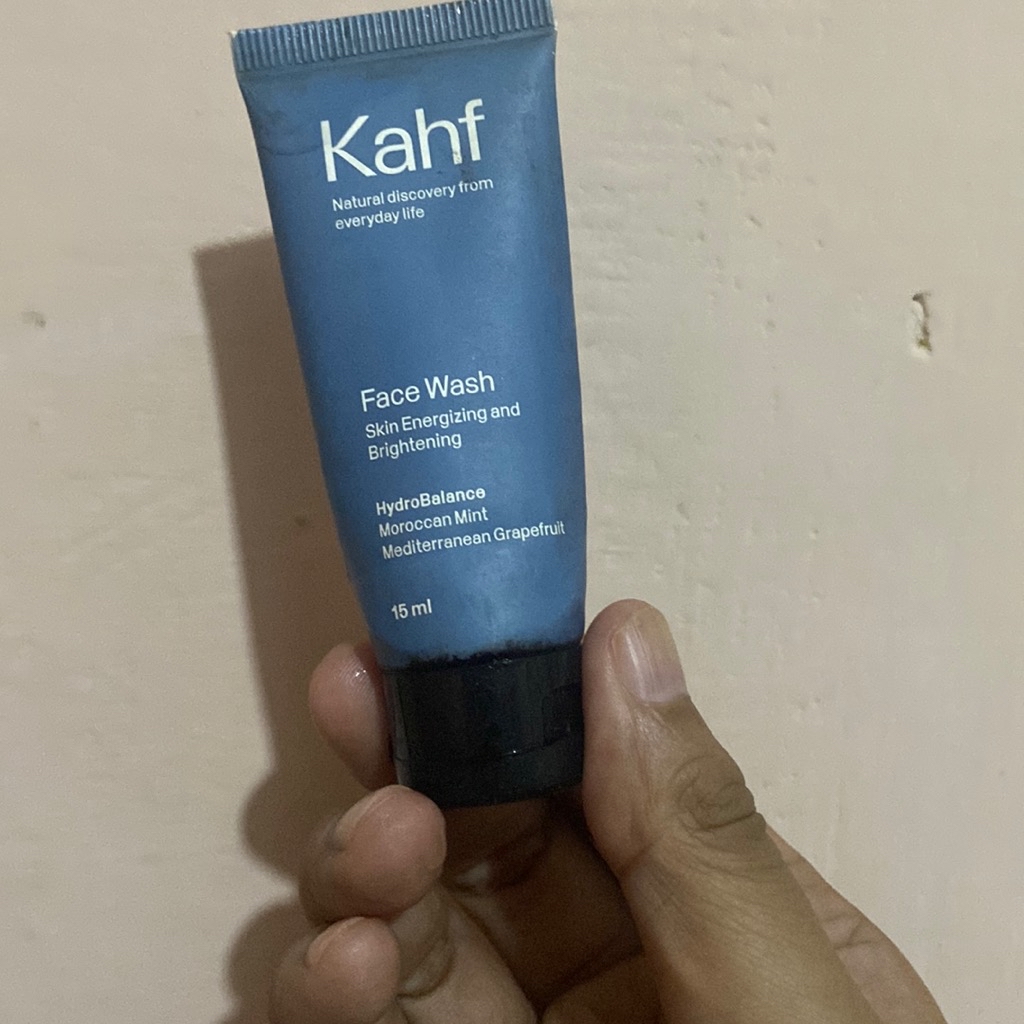 Kahf
Natural discovery from
everyday life
Face Wash
Skin Energizing and
Brightening
HydroBalance
Moroccan Mint
Mediterranean Grapefruit
15 ml